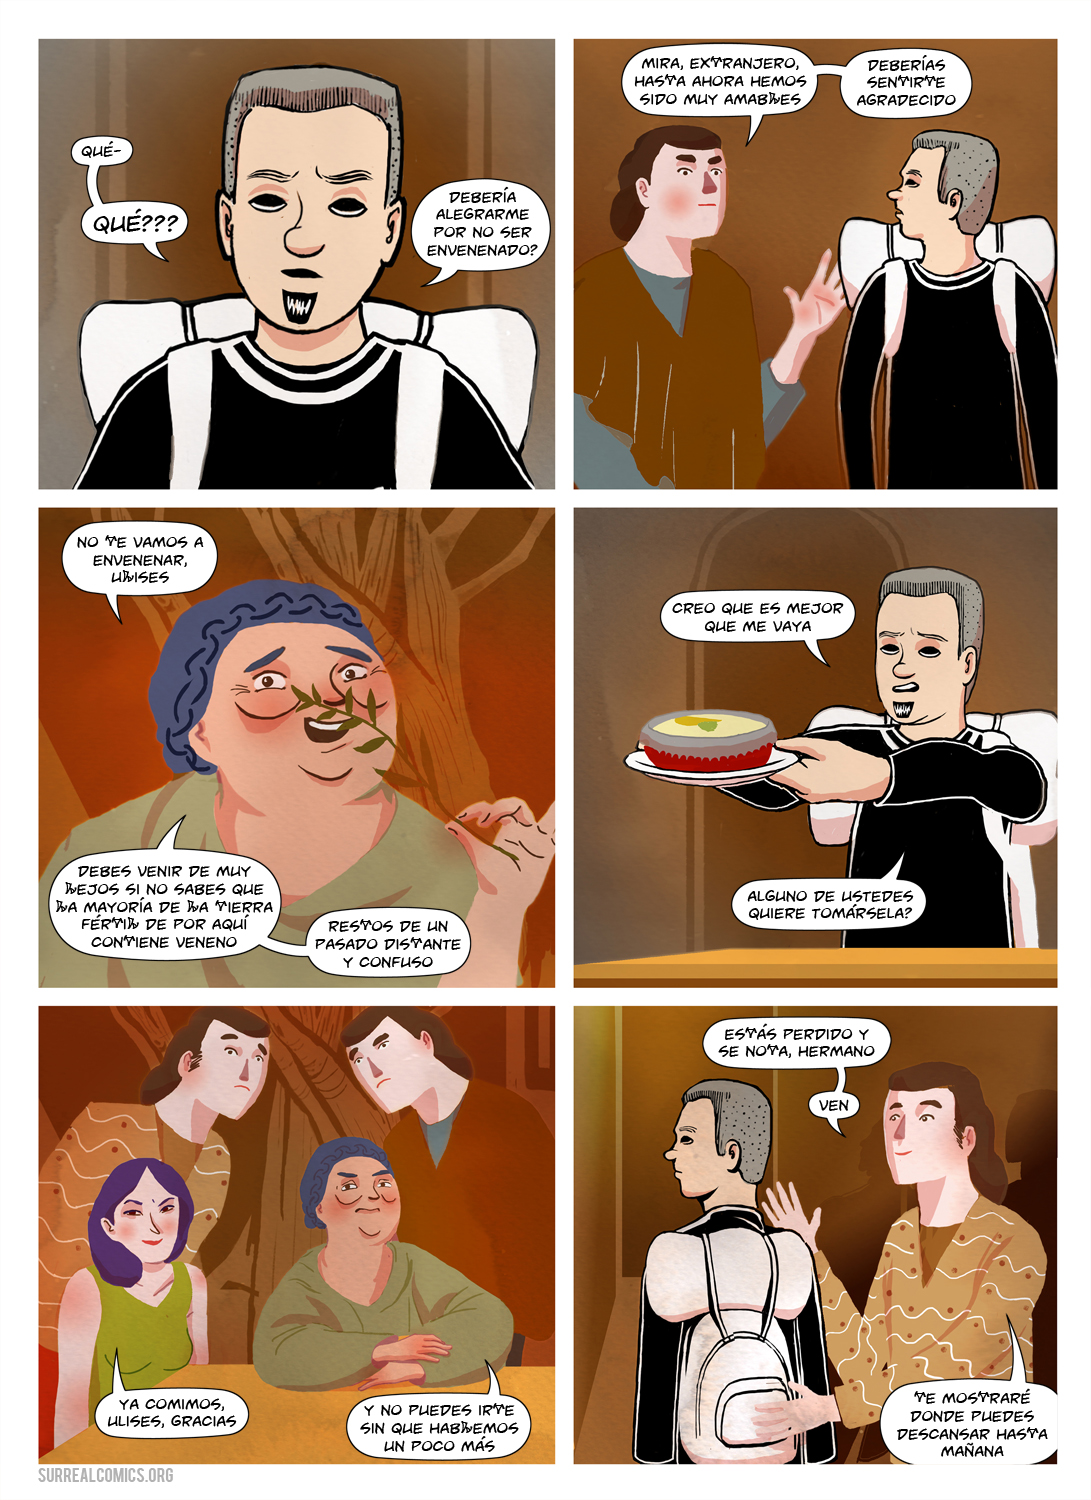 QUÉ-
QUÉ???
DEBERÍA
ALEGRARME
POR NO SER
ENVENENADO?
MIRA, EXTRANJERO,
HASTA AHORA HEMOS
SIDO MUY AMABLES
DEBERÍAS
SENTIRTE
AGRADECIDO
NO TE VAMOS A
ENVENENAR,
ULISES
DEBES VENIR DE MUY
LEJOS SI NO SABES QUE
LA MAYORÍA DE LA TIERRA
FÉRTIL DE POR AQUÍ
CONTIENE VENENO
RESTOS DE UN
PASADO DISTANTE
Y CONFUSO
CREO QUE ES MEJOR
QUE ME VAYA
ALGUNO DE USTEDES
QUIERE TOMÁRSELA?
YA COMIMOS,
ULISES, GRACIAS
Y NO PUEDES IRTE
SIN QUE HABLEMOS
UN POCO MÁS
ESTÁS PERDIDO Y
SE NOTA, HERMANO
VEN
TE MOSTRARÉ
DONDE PUEDES
DESCANSAR HASTA
MAÑANA
SURREALCOMICS.ORG